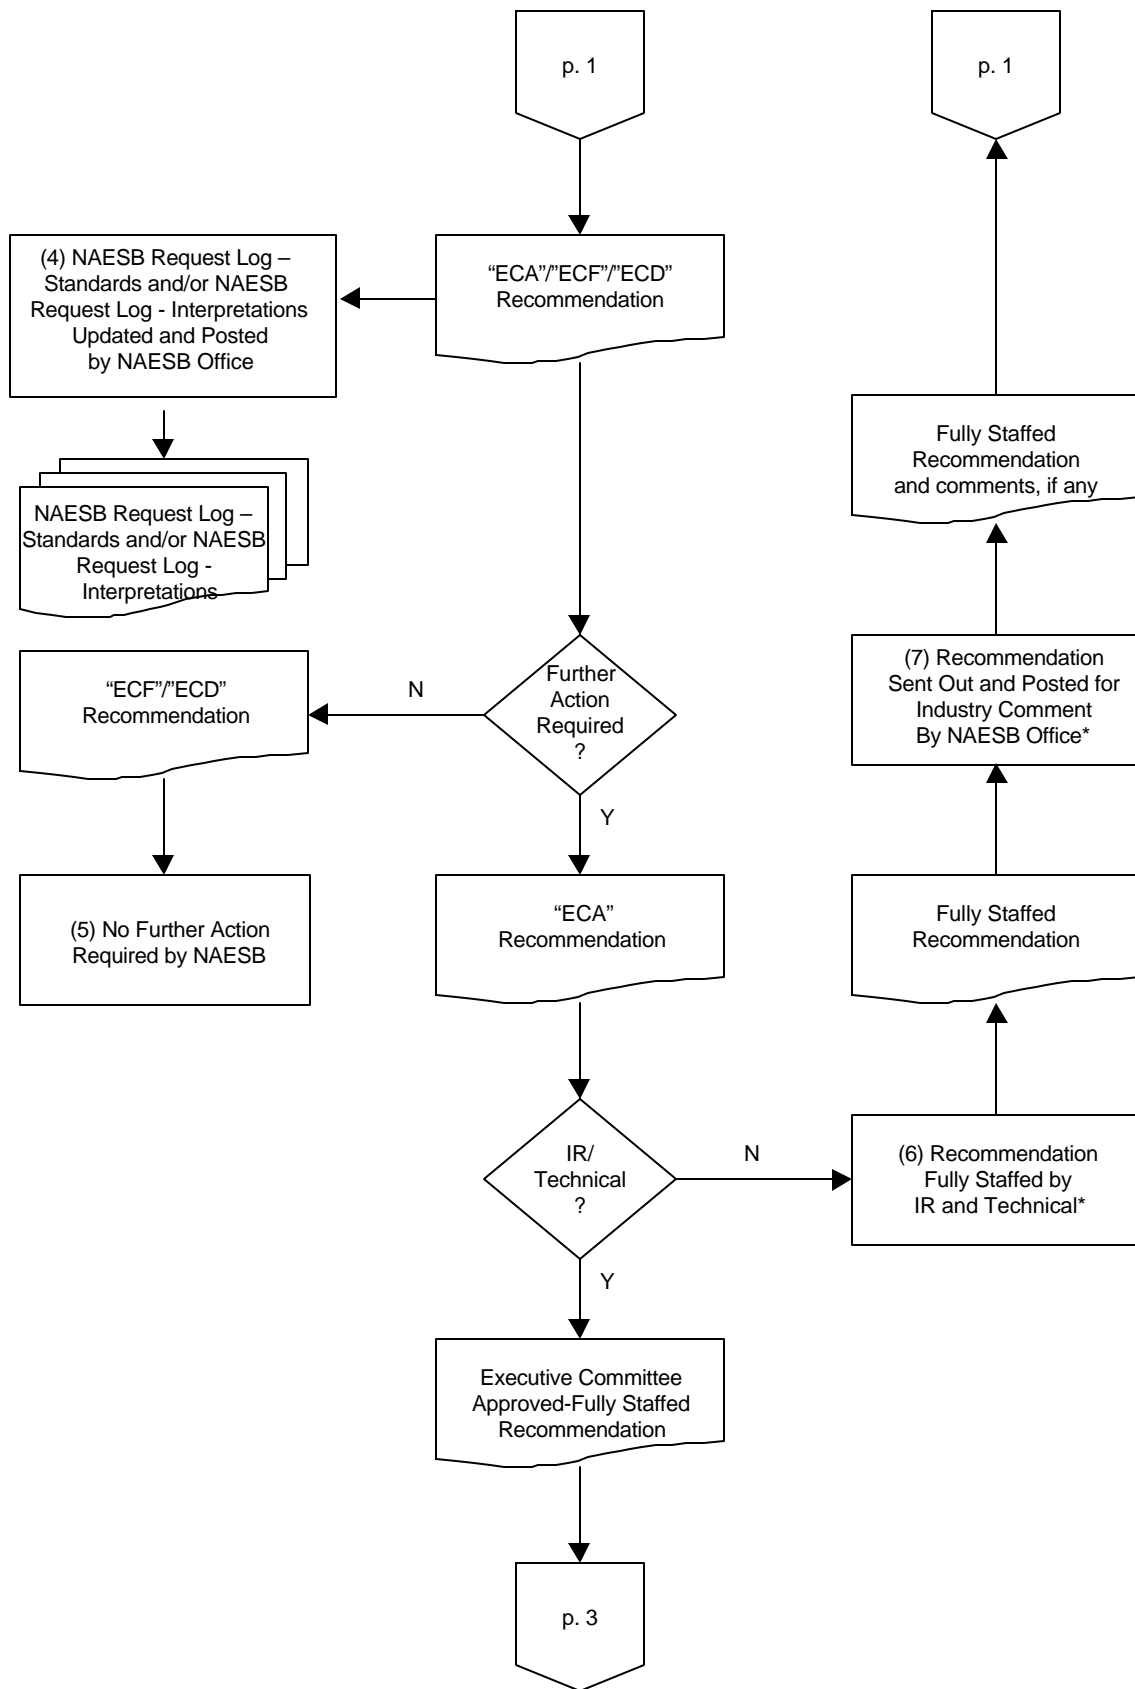 p. 1
p. 1
(4) NAESB Request Log –
Standards and/or NAESB
Request Log - Interpretations
Updated and Posted
by NAESB Office
“ECA”/”ECF”/”ECD”
Recommendation
Fully Staffed
Recommendation
and comments, if any
NAESB Request Log –
Standards and/or NAESB
Request Log -
Interpretations
“ECF”/”ECD”
Recommendation
N
Further
Action
Required
?
Y
(7) Recommendation
Sent Out and Posted for
Industry Comment
By NAESB Office*
(5) No Further Action
Required by NAESB
“ECA”
Recommendation
Fully Staffed
Recommendation
IR/
Technical
?
N
Y
(6) Recommendation
Fully Staffed by
IR and Technical*
Executive Committee
Approved-Fully Staffed
Recommendation
p. 3